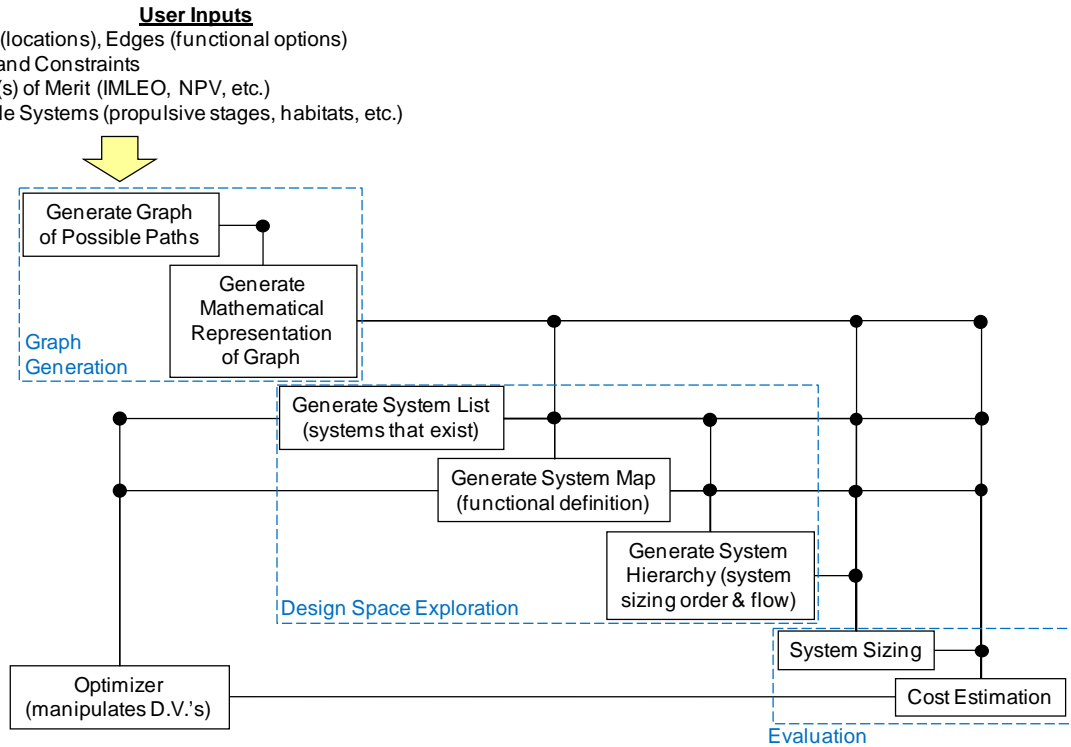 User Inputs
(locations), Edges (functional options)
and Constraints
(s) of Merit (IMLEO, NPV, etc.)
Systems (propulsive stages, habitats, etc.)
Generate Graph
of Possible Paths
Generate
Mathematical
Representation
of Graph
Graph
Generation
Generate System List
(systems that exist)
Generate System Map
(functional definition)
Generate System
Hierarchy (system
sizing order & flow)
Design Space Exploration
System Sizing
Optimizer
(manipulates D.V.'s)
Cost Estimation
Evaluation